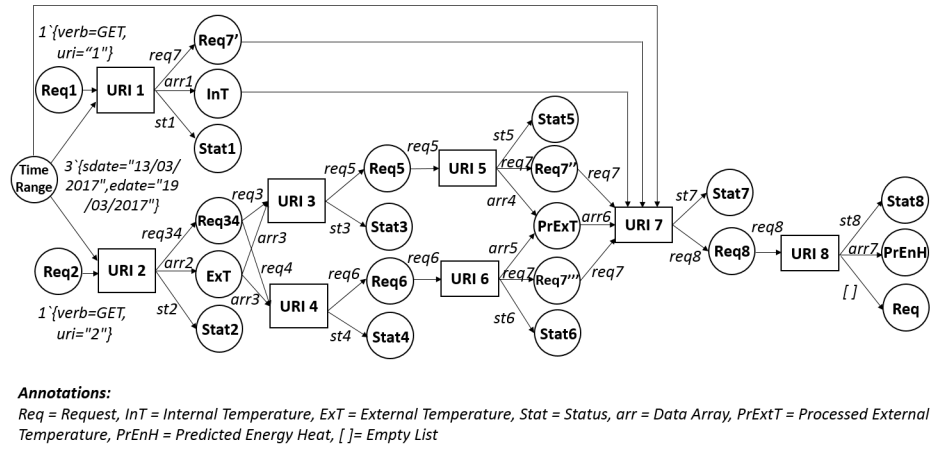 1`{verb=GET,
uri=“1"}
Req7’
req7
Req1
URI 1
arr1
InT
st1
Stat1
Time
Range
3`{sdate="13/03/
2017",edate="19
/03/2017"}
Req2
URI 2
req34
arr2
st2
1`{verb=GET,
uri="2"}
Req34
ExT
Stat2
req3
arr3
req4
arr3
URI 3
URI 4
req5
st3
req6
st4
Req5
Stat3
Req6
Stat4
req5
req6
URI 5
URI 6
st5
req7
arr4
arr5
req7
st6
Stat5
Req7’’
PrExT
Req7’’’
Stat6
req7
arr6
req7
URI 7
st7
req8
Stat7
Req8
req8
URI 8
st8
arr7
[ ]
Stat8
PrEnH
Req
Annotations:
Req = Request, InT = Internal Temperature, ExT = External Temperature, Stat = Status, arr = Data Array, PrExtT = Processed External
Temperature, PrEnH = Predicted Energy Heat, [ ]= Empty List